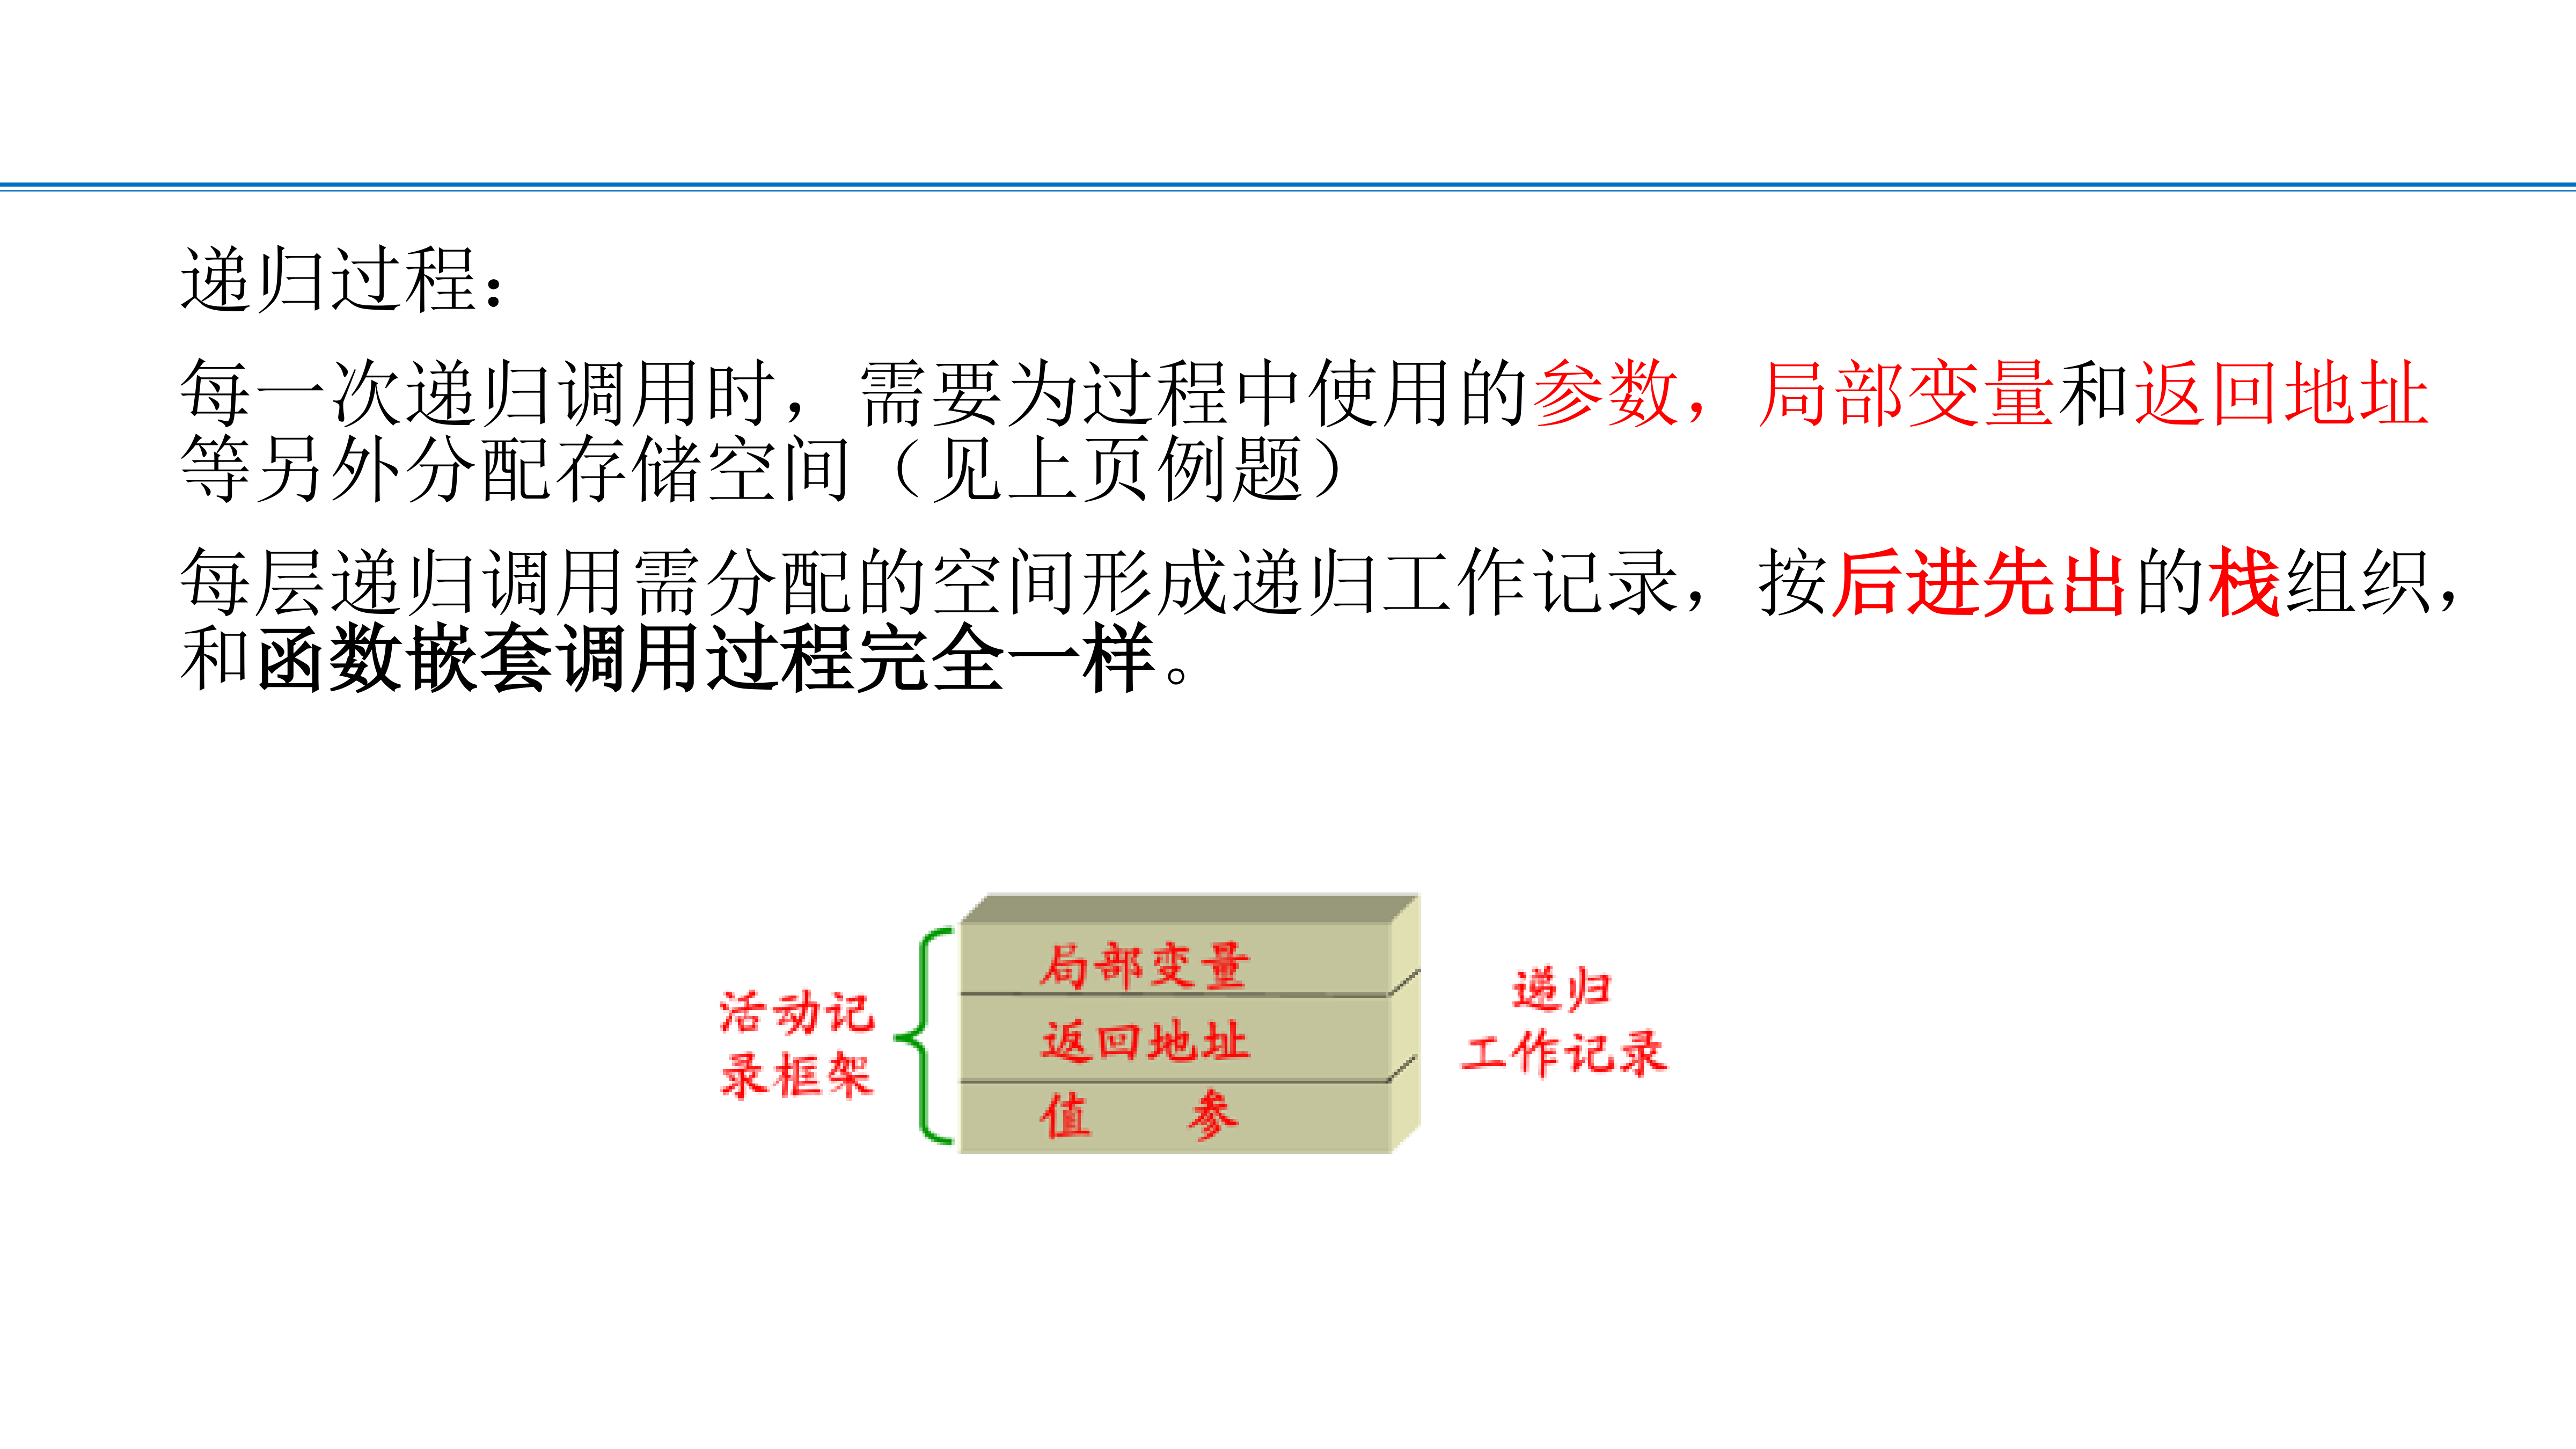 递归过程：
每一次递归调用时，需要为过程中使用的参数，局部变量和返回地址
等另外分配存储空间（见上页例题）
每层递归调用需分配的空间形成递归工作记录，按后进先出的栈组织，
和函数嵌套调用过程完全一样。
活动记
录框架
局部变量
返回地址
值 参
递归
工作记录